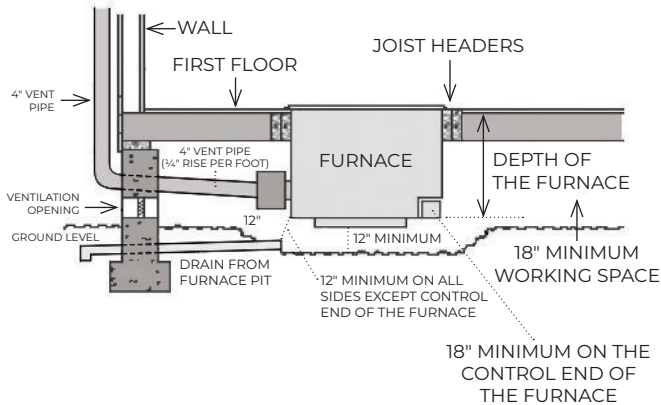 WALL
JOIST HEADERS
FIRST FLOOR
4" VENT
PIPE
4" VENT PIPE
(¼" RISE PER FOOT)
FURNACE
DEPTH OF
THE FURNACE
VENTILATION
OPENING
12"
GROUND LEVEL
12" MINIMUM
18" MINIMUM
WORKING SPACE
DRAIN FROM
FURNACE PIT
12" MINIMUM ON ALL
SIDES EXCEPT CONTROL
END OF THE FURNACE
18" MINIMUM ON THE
CONTROL END OF
THE FURNACE